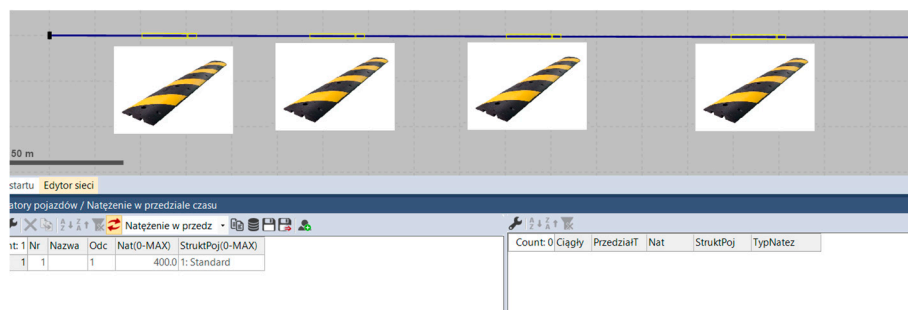 50 m
startu Edytor sieci
atory pojazdów / Natężenie w przedziale czasu
Natężenie w przedz
nt: 1 Nr Nazwa Odc Nat(0-MAX) StruktPoj(0-MAX)
1 1 1 400.0 1: Standard
Count: 0 Ciągły PrzedziałT Nat StruktPoj TypNatez